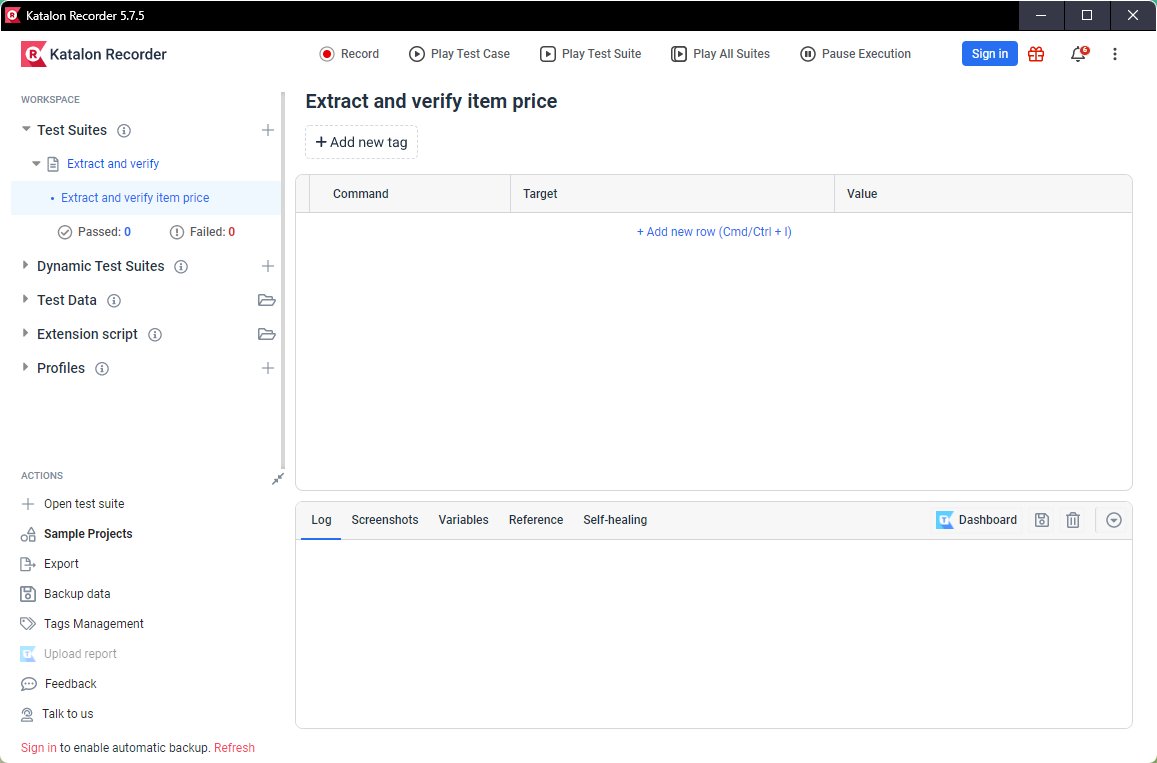 Katalon Recorder 5.7.5
Katalon Recorder
Record
Play Test Case
Play Test Suite
Play All Suites
Pause Execution
Sign in
6
WORKSPACE
Test Suites
Extract and verify
Extract and verify item price
Passed: 0
Failed: 0
Dynamic Test Suites
Test Data
Extension script
Profiles
ACTIONS
Open test suite
Sample Projects
Export
Backup data
Tags Management
Upload report
Feedback
Talk to us
Sign in to enable automatic backup. Refresh
Extract and verify item price
+ Add new tag
Command Target Value
+ Add new row (Cmd/Ctrl + I)
Log Screenshots Variables Reference Self-healing
Dashboard